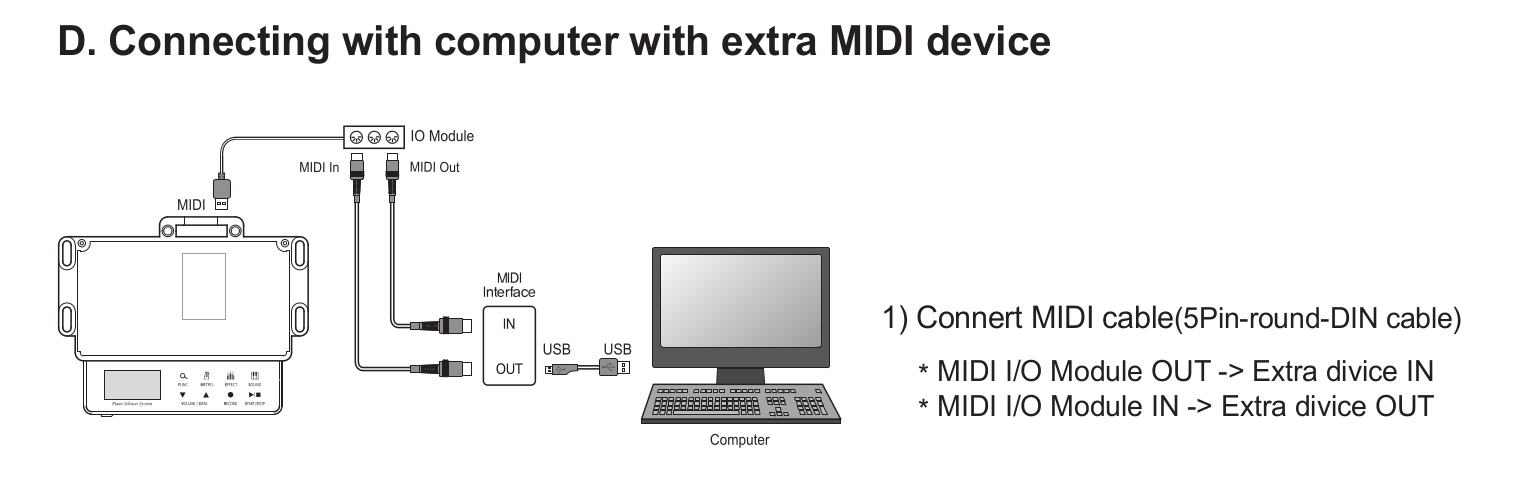 D. Connecting with computer with extra MIDI device
IO Module
MIDI In
MIDI Out
MIDI
MIDI
Interface
IN
OUT
USB
USB
Computer
FUNC.
METRO.
EFFECT
SOUND
VOLUME / DATA
RECORD
START/STOP
Piano Silencer System
1) Connert MIDI cable(5Pin-round-DIN cable)
* MIDI I/O Module OUT -> Extra divice IN
* MIDI I/O Module IN -> Extra divice OUT